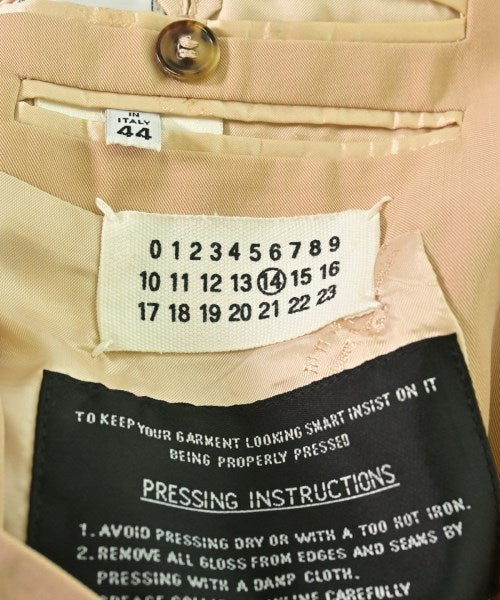 IN
ITALY
44
0 1 2 3 4 5 6 7 8 9
10 11 12 13 14 15 16
17 18 19 20 21 22 23
TO KEEP YOUR GARMENT LOOKING SMART INSIST ON IT
BEING PROPERLY PRESSED
PRESSING INSTRUCTIONS
1. AVOID PRESSING DRY OR WITH A TOO HOT IRON.
2. REMOVE ALL GLOSS FROM EDGES AND SEAMS BY
PRESSING WITH A DAMP CLOTH.
CAREFULLY